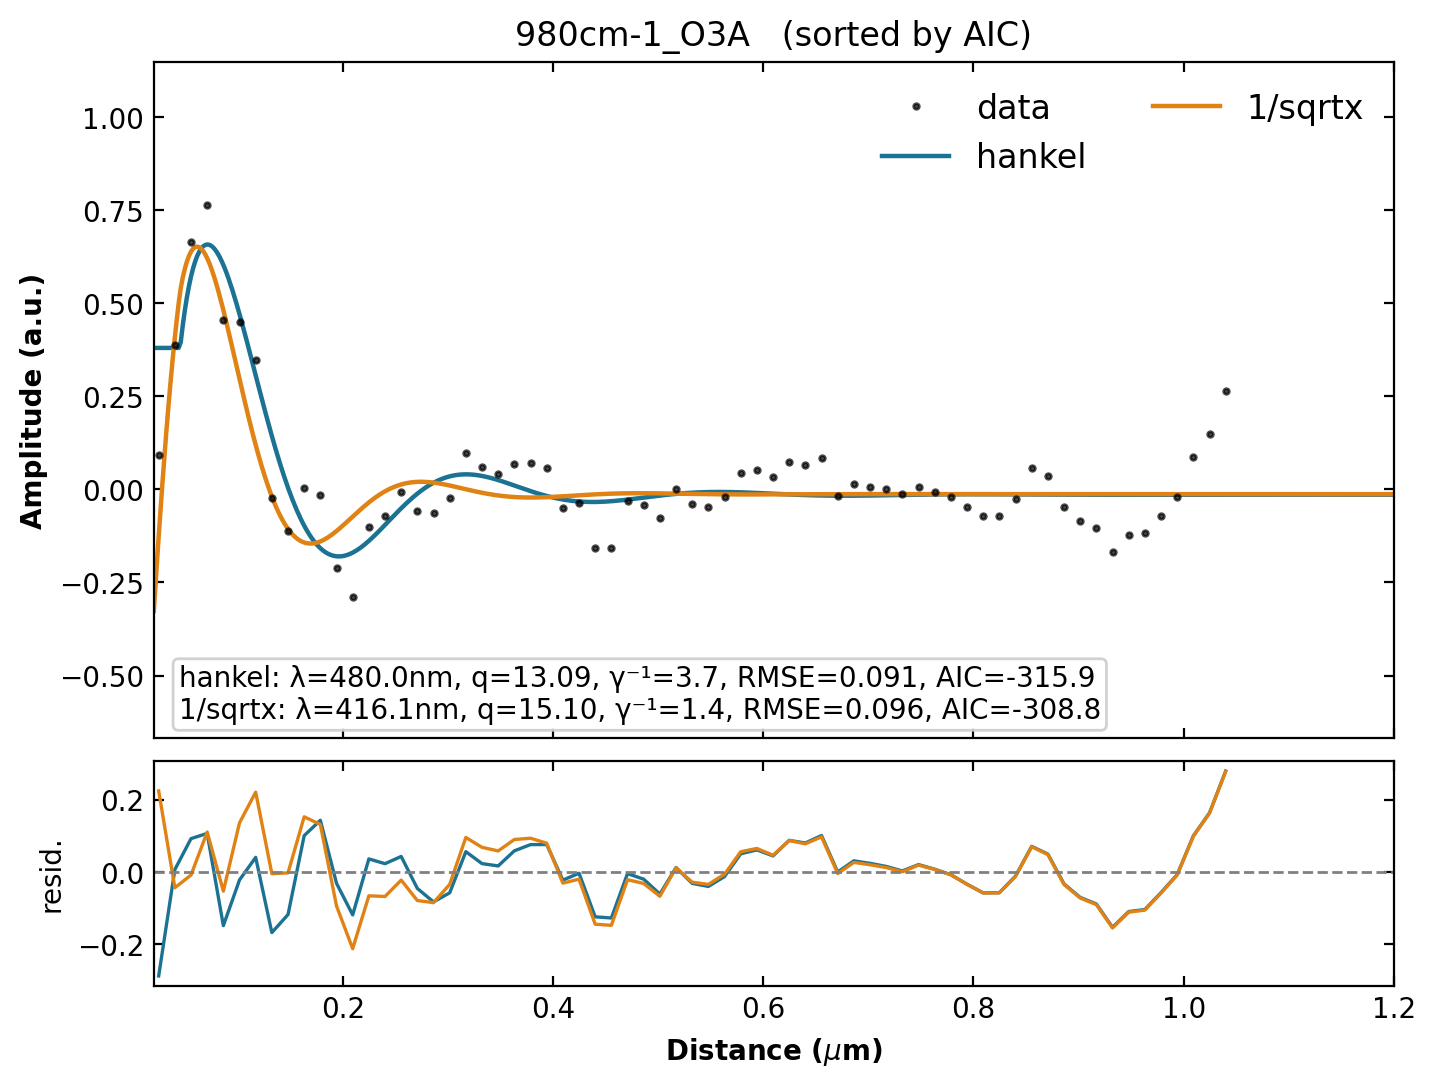 980cm-1_O3A (sorted by AIC)
data
hankel
1/sqrtx
Amplitude (a.u.)
1.00
0.75
0.50
0.25
0.00
−0.25
−0.50
hankel: λ=480.0nm, q=13.09, γ⁻¹=3.7, RMSE=0.091, AIC=-315.9
1/sqrtx: λ=416.1nm, q=15.10, γ⁻¹=1.4, RMSE=0.096, AIC=-308.8
resid.
0.2
0.0
−0.2
0.2 0.4 0.6 0.8 1.0 1.2
Distance (μm)